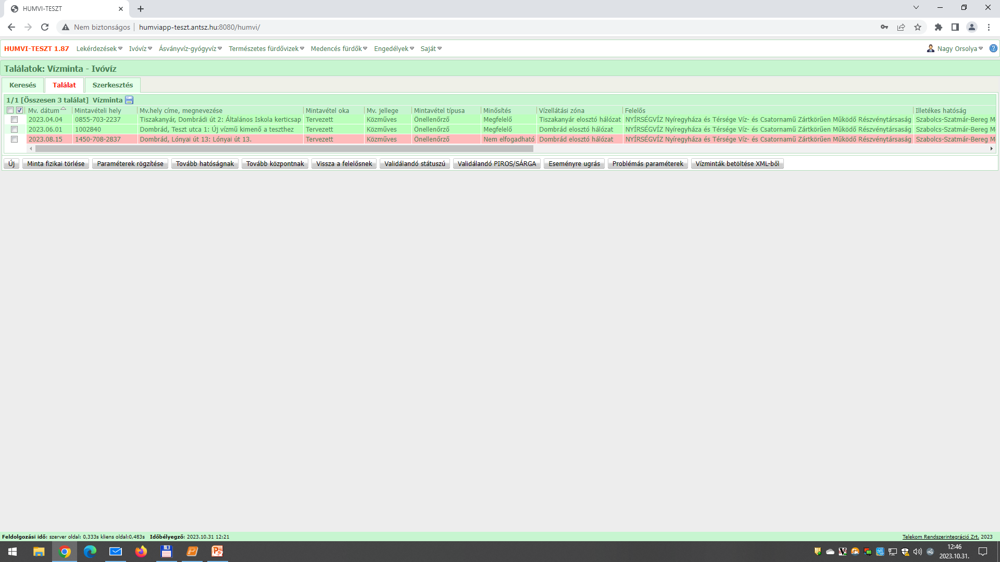 HUMVI-TESZT
Nem biztonságos humviapp-teszt.antsz.hu:8080/humvi/
HUMVI-TESZT 1.87 Lekérdezések Ivóvíz Ásványvíz-gyógyvíz Természetes fürdővizek Medencés fürdők Engedélyek Saját Nagy Orsolya
Találatok: Vízminta - Ivóvíz
Keresés Találat Szerkesztés
1/1 [Összesen 3 találat] Vízminta
Mv. dátum Mintavételi hely Mv.hely címe, megnevezése Mintavétel oka Mv. jellege Mintavétel típusa Minősítés Vízellátási zóna Felelős Illetékes hatóság
2023.04.04 0855-703-2237 Tiszakanyár, Dombrádi út 2: Általános Iskola kerticsap Tervezett Közműves Önellenőrző Megfelelő Tiszakanyár elosztó hálózat NYÍRSÉGVÍZ Nyíregyháza és Térsége Víz- és Csatornamű Zártkörűen Működő Részvénytársaság Szabolcs-Szatmár-Bereg M
2023.06.01 1002840 Dombrád, Teszt utca 1: Új vízmű kimenő a teszthez Tervezett Közműves Önellenőrző Megfelelő Dombrád elosztó hálózat NYÍRSÉGVÍZ Nyíregyháza és Térsége Víz- és Csatornamű Zártkörűen Működő Részvénytársaság Szabolcs-Szatmár-Bereg M
2023.08.15 1450-708-2837 Dombrád, Lónyai út 13: Lónyai út 13. Tervezett Közműves Önellenőrző Nem elfogadható Dombrád elosztó hálózat NYÍRSÉGVÍZ Nyíregyháza és Térsége Víz- és Csatornamű Zártkörűen Működő Részvénytársaság Szabolcs-Szatmár-Bereg M
Új Minta fizikai törlése Paraméterek rögzítése Tovább hatóságnak Tovább központnak Vissza a felelősnek Validálandó státuszú Validálandó PIROS/SÁRGA Eseményre ugrás Problémás paraméterek Vízminták betöltése XML-ből
Feldolgozási idő: szerver oldal: 0,333s kliens oldal:0,483s Időbélyegző: 2023.10.31 12:21 Telekom Rendszerintegráció Zrt. 2023
12:46
2023.10.31.